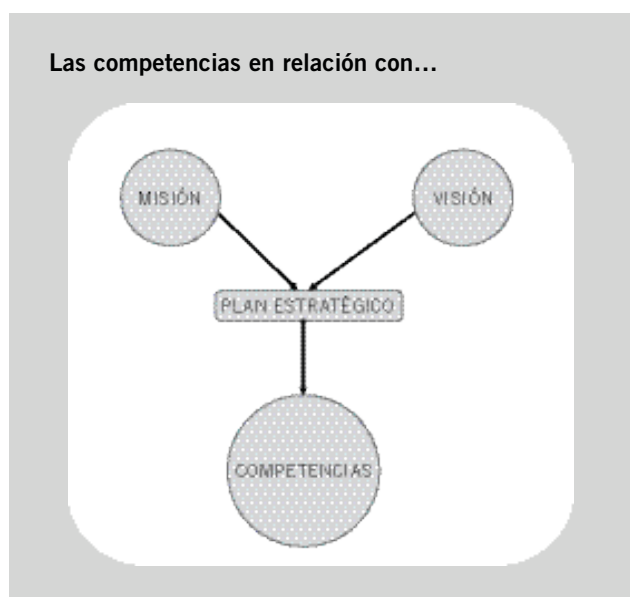 Las competencias en relación con...
MISIÓN
VISIÓN
PLAN ESTRATÉGICO
COMPETENCIAS